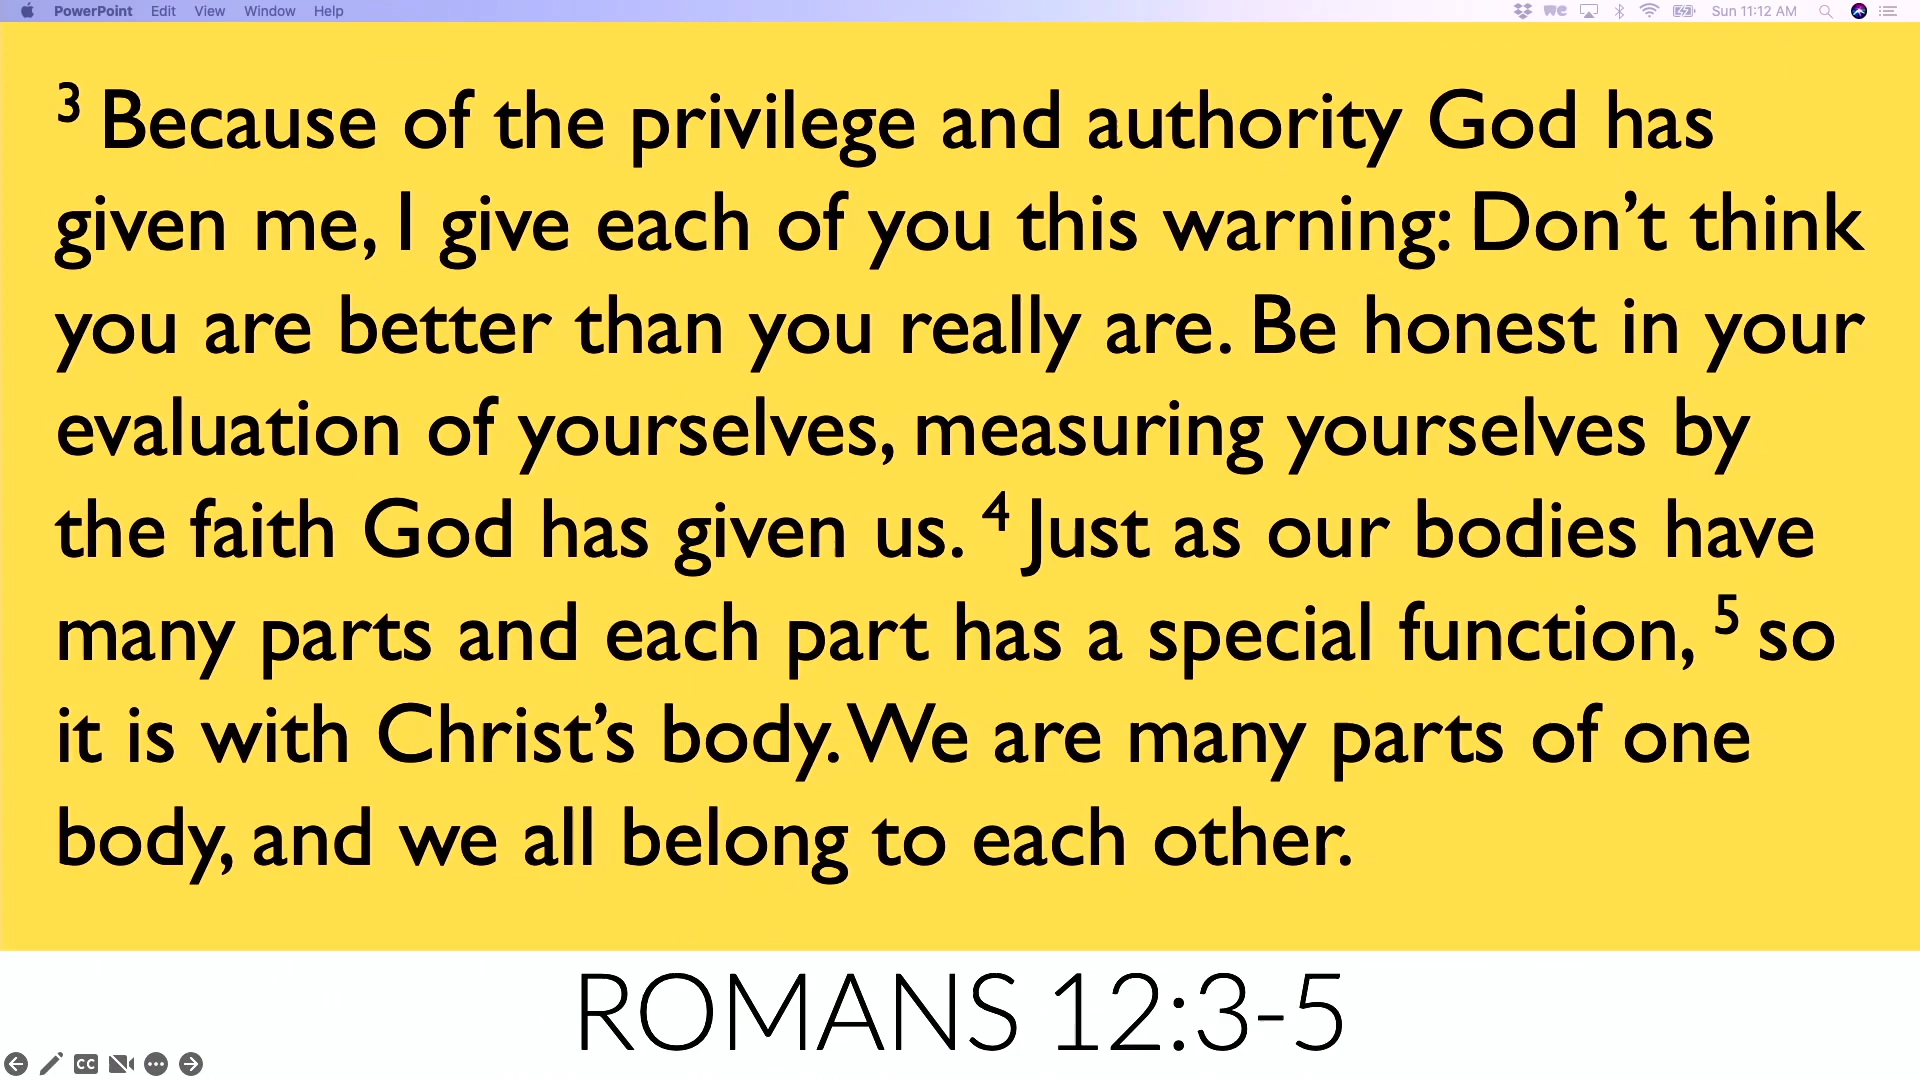 PowerPoint Edit View Window Help Sun 11:12 AM
3 Because of the privilege and authority God has
given me, I give each of you this warning: Don’t think
you are better than you really are. Be honest in your
evaluation of yourselves, measuring yourselves by
the faith God has given us. 4 Just as our bodies have
many parts and each part has a special function, 5 so
it is with Christ’s body. We are many parts of one
body, and we all belong to each other.
ROMANS 12:3-5
CC